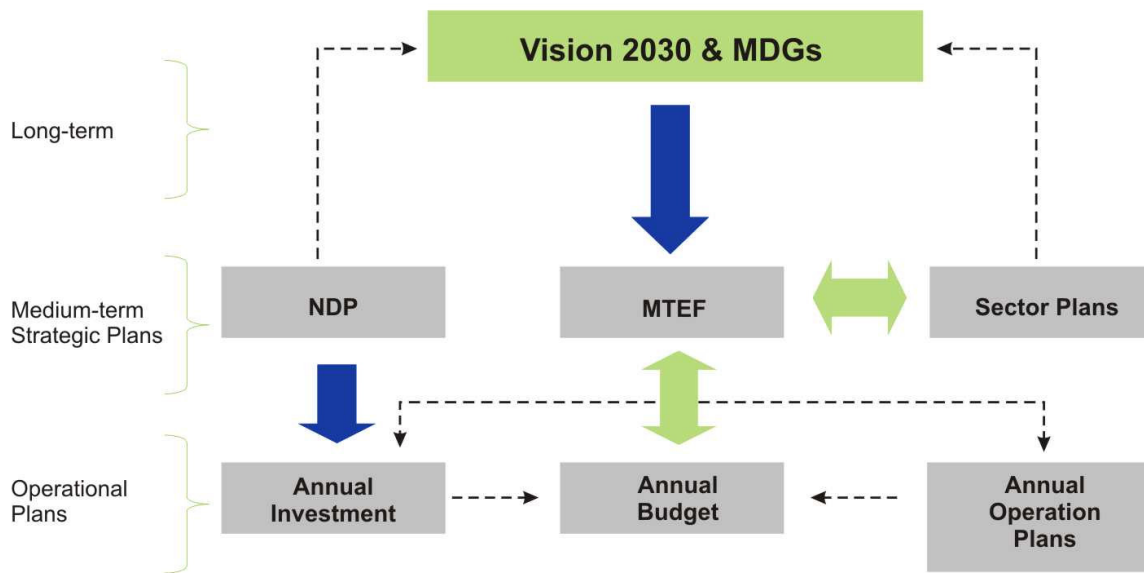 Vision 2030 & MDGs
Long-term
Medium-term
Strategic Plans
NDP
MTEF
Sector Plans
Operational
Plans
Annual
Investment
Annual
Budget
Annual
Operation
Plans